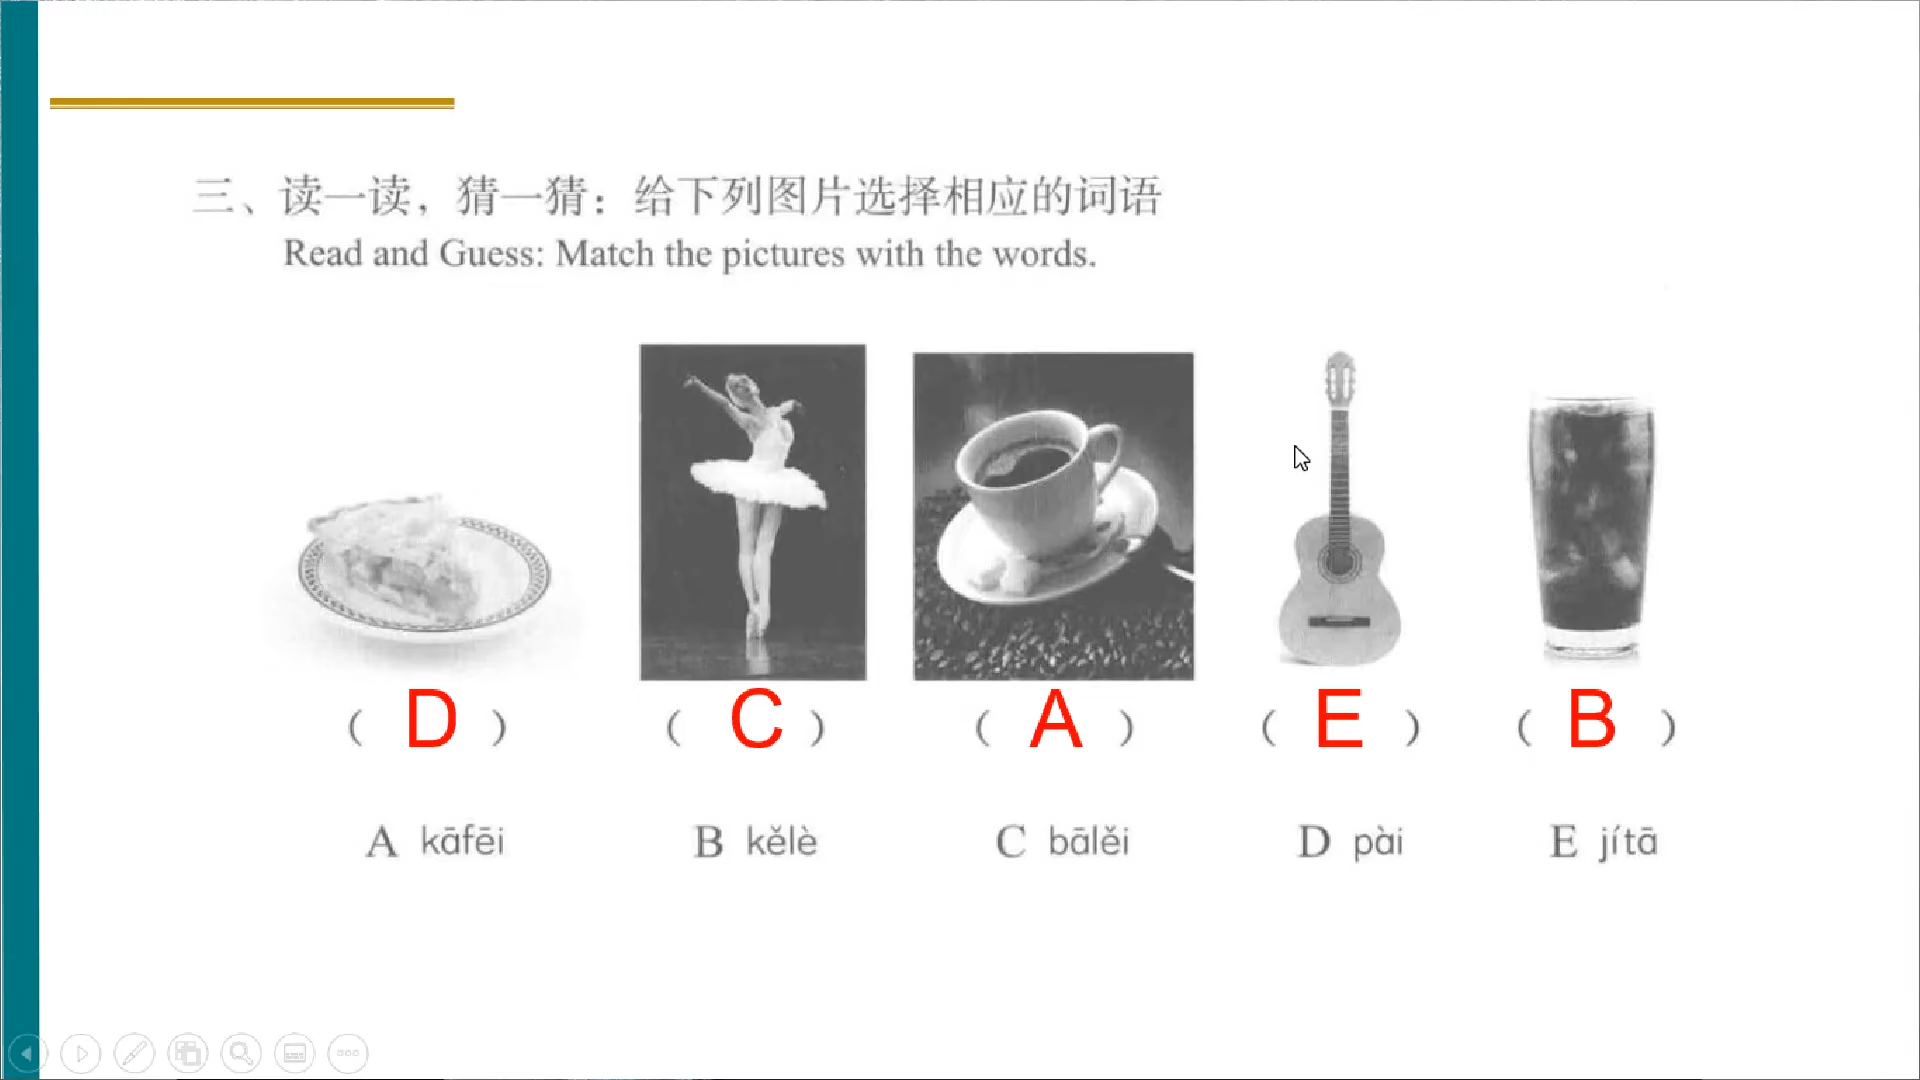 三、读一读，猜一猜：给下列图片选择相应的词语
Read and Guess: Match the pictures with the words.
( D ) ( C ) ( A ) ( E ) ( B )
A kāfēi B kělè C bālěi D pài E jítā